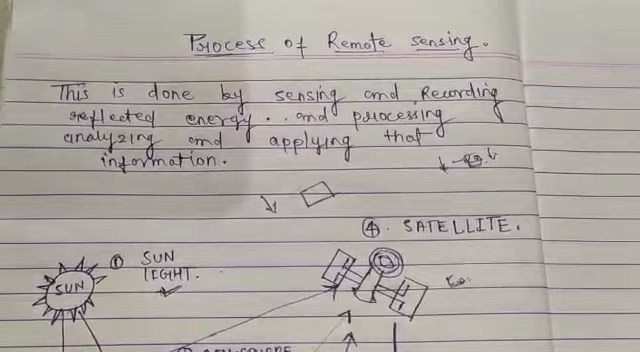 Process of Remote sensing.
This is done by sensing and Recording
reflected energy.. and processing
analyzing and applying that
information.
④. SATELLITE.
① SUN
LIGHT.
SUN